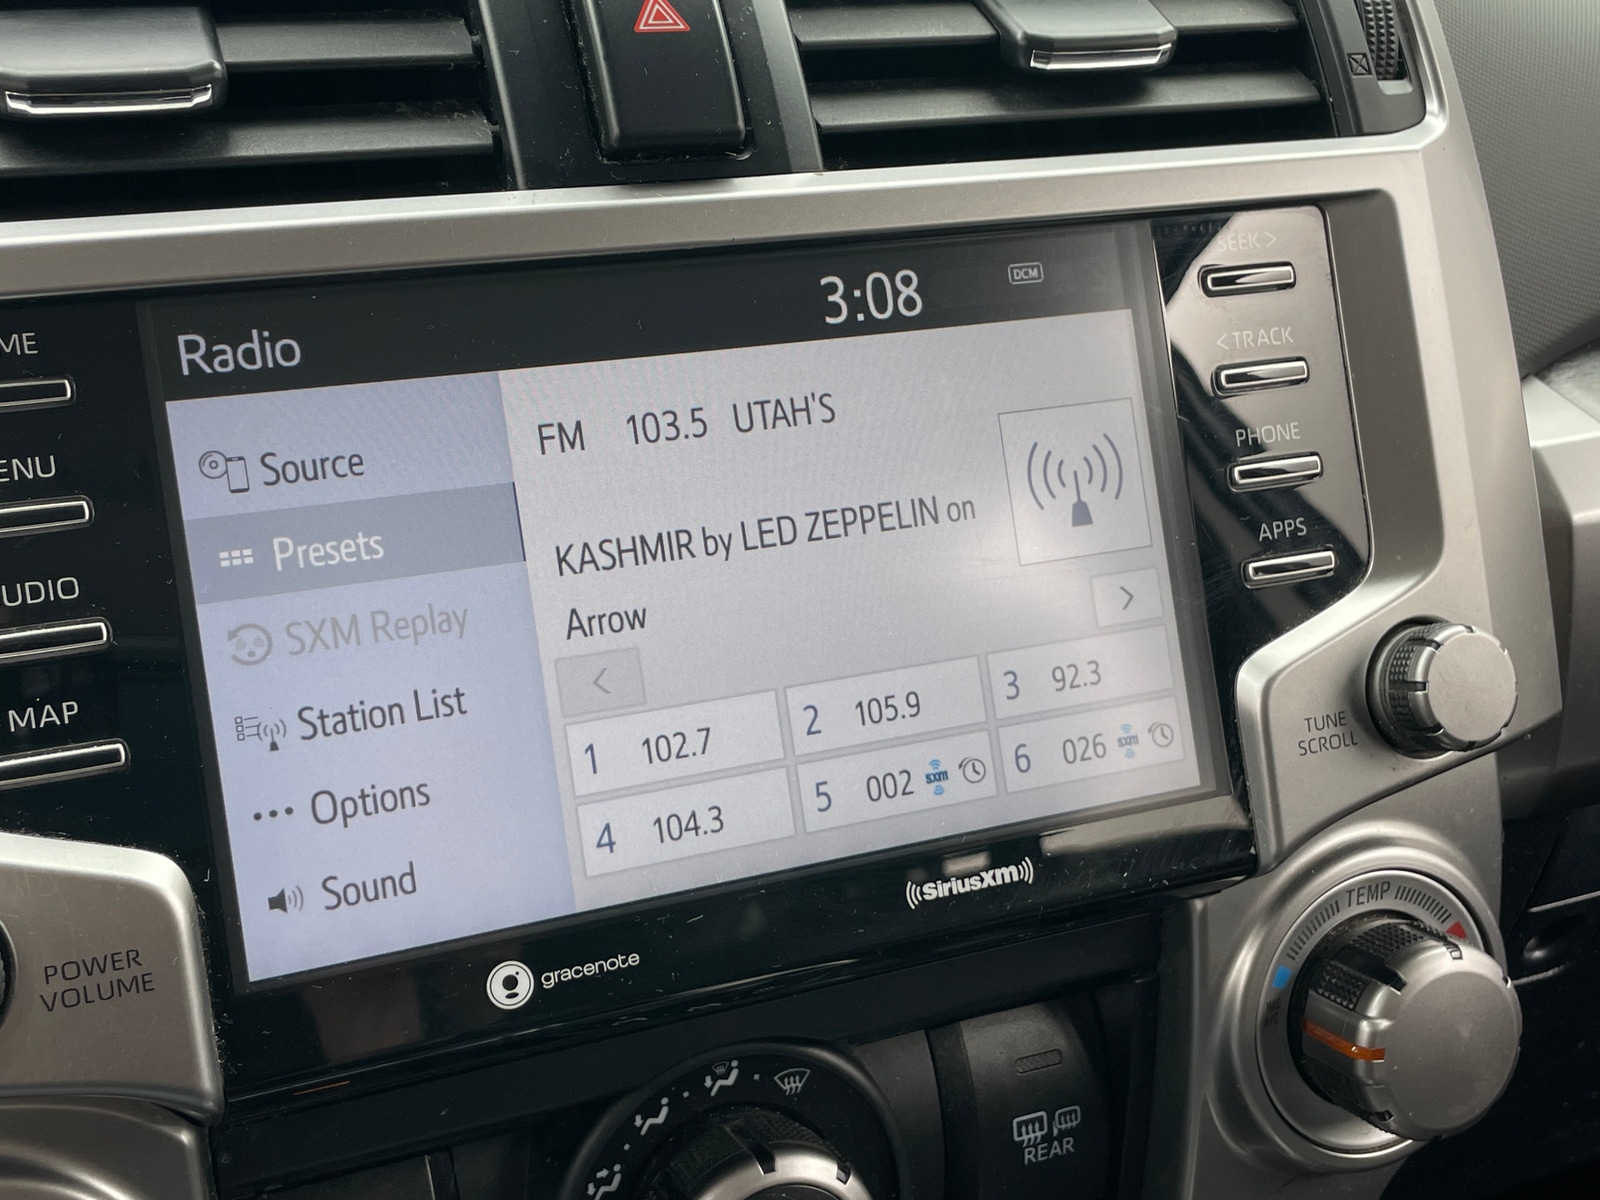 3:08
DCM
Radio
FM 103.5 UTAH'S
KASHMIR by LED ZEPPELIN on
Arrow
Source
Presets
SXM Replay
Station List
Options
Sound
<
>
1 102.7
2 105.9
3 92.3
4 104.3
5 002 sxm
6 026 sxm
ME
ENU
UDIO
MAP
POWER
VOLUME
SEEK >
< TRACK
PHONE
APPS
TUNE
SCROLL
gracenote
((SiriusXM))
TEMP
REAR